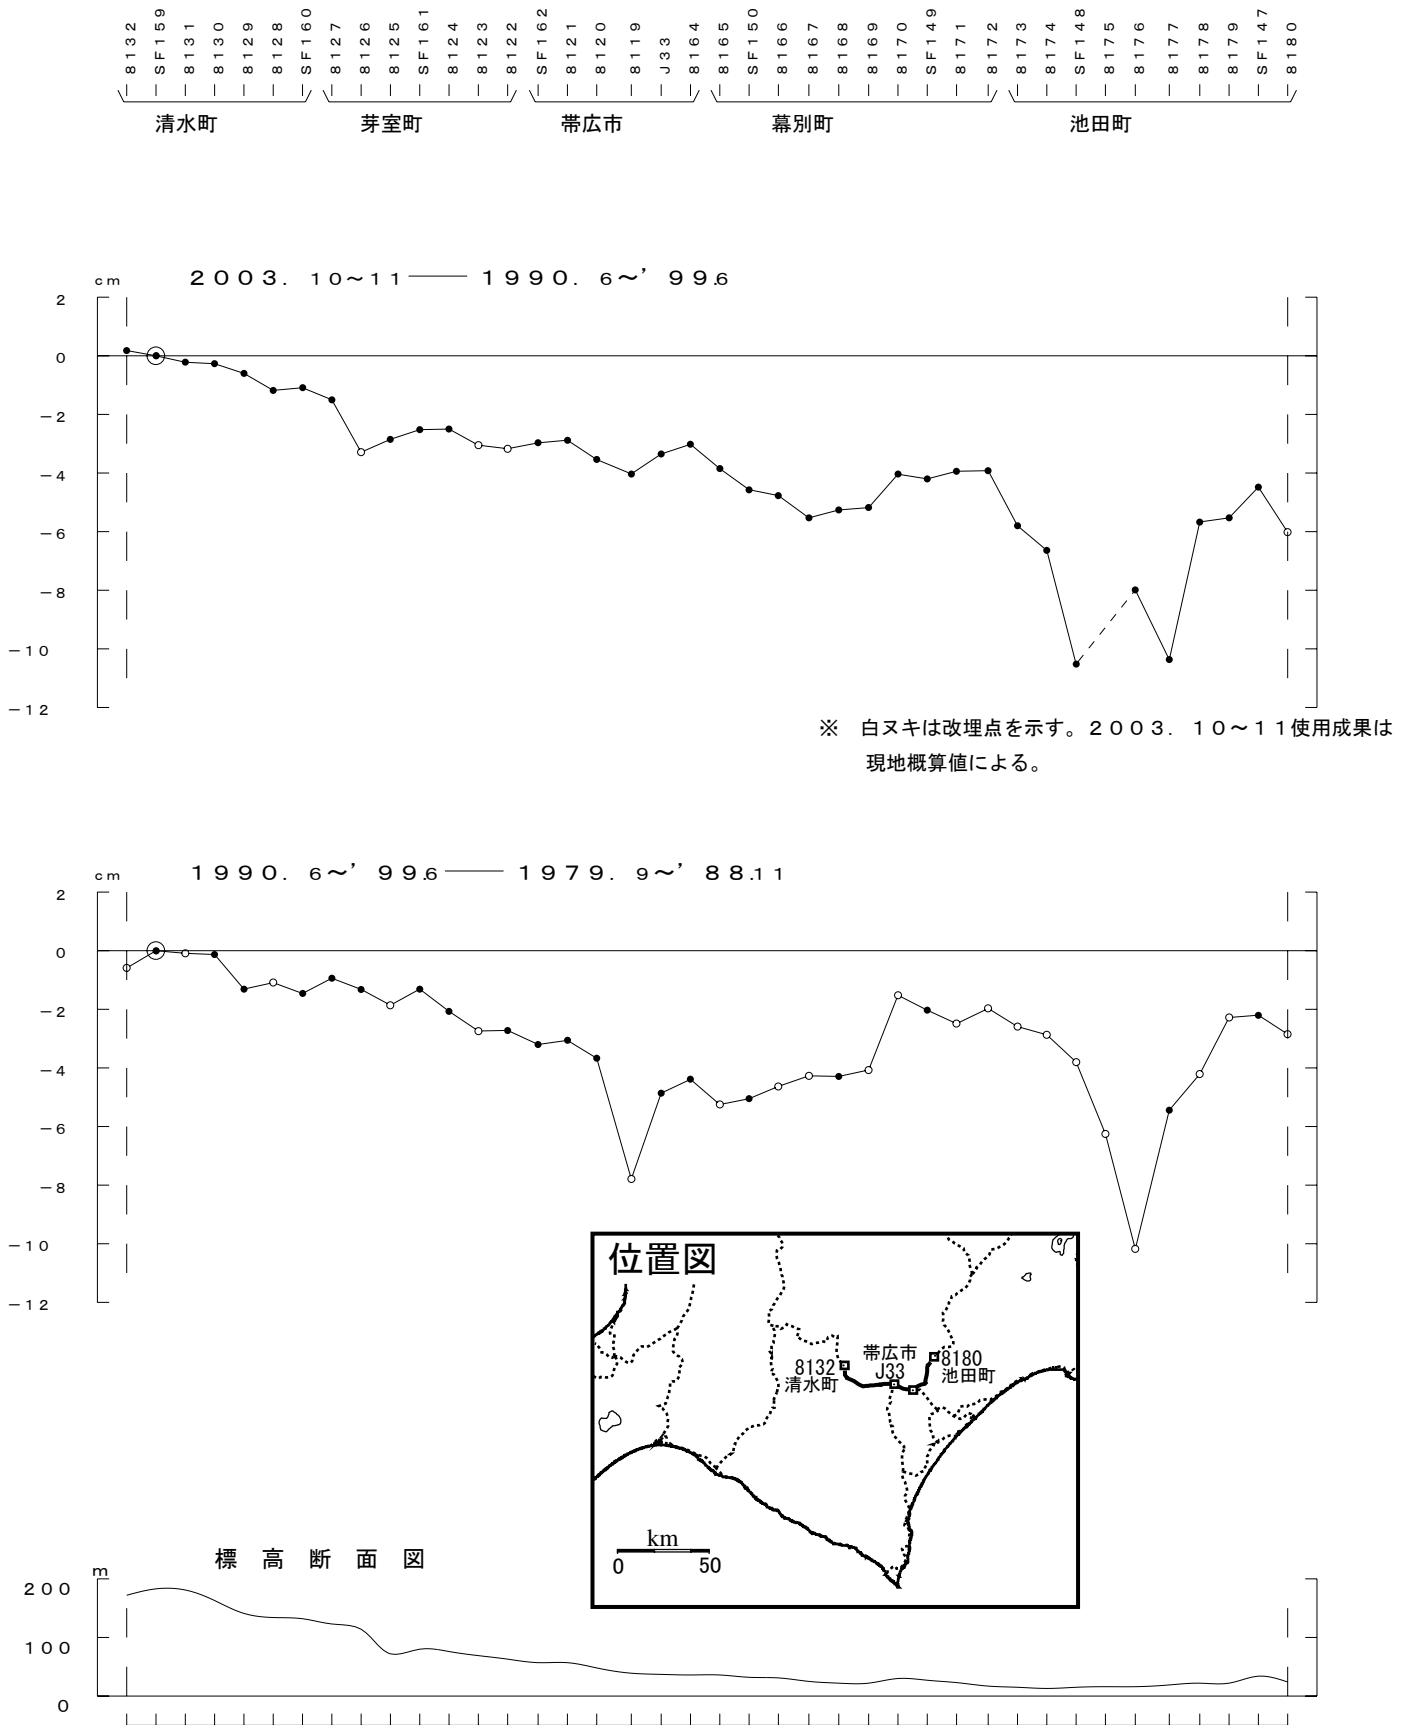 8132 SF159 8131 8130 8129 8128 SF160 8127 8126 8125 SF161 8124 8123 8122 SF162 8121 8120 8119 J33 8164 8165 SF150 8166 8167 8168 8169 8170 SF149 8171 8172 8173 8174 SF148 8175 8176 8177 8178 8179 SF147 8180
清水町 芽室町 帯広市 幕別町 池田町
cm 2003. 10～11 ―― 1990. 6～’99.6
2
0
－2
－4
－6
－8
－10
－12
※ 白ヌキは改埋点を示す。2003. 10～11使用成果は
現地概算値による。
cm 1990. 6～’99.6 ―― 1979. 9～’88.11
2
0
－2
－4
－6
－8
－10
－12
位置図
帯広市
8132 J33 8180
清水町 池田町
km
0 50
標高断面図
m
200
100
0